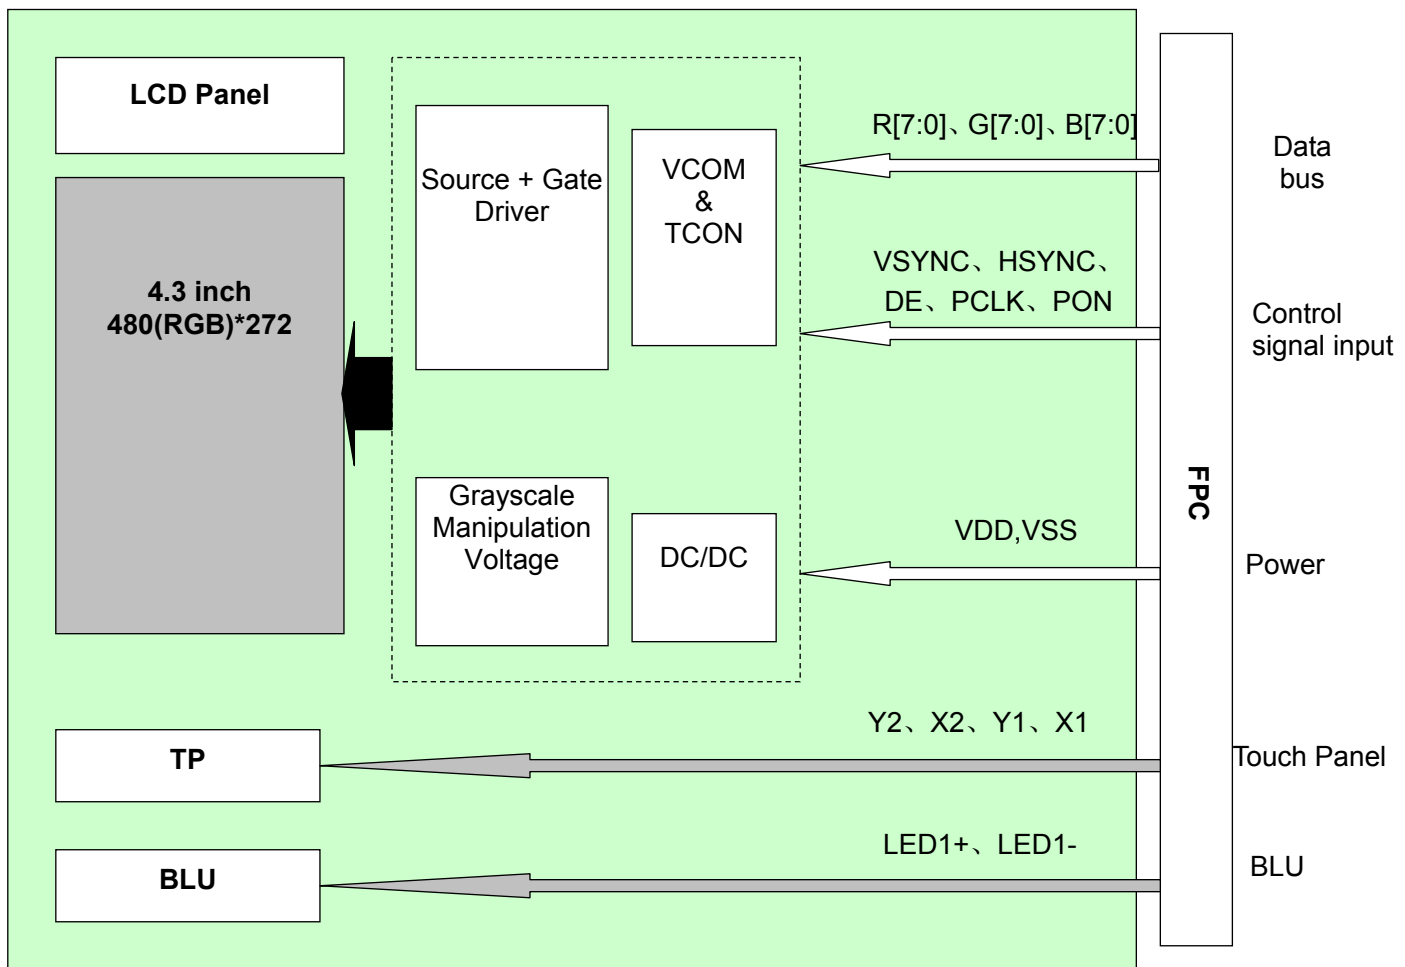 LCD Panel
4.3 inch
480(RGB)*272
Source + Gate
Driver
VCOM
&
TCON
Grayscale
Manipulation
Voltage
DC/DC
R[7:0]、G[7:0]、B[7:0]
Data
bus
VSYNC、HSYNC、
DE、PCLK、PON
Control
signal input
FPC
VDD,VSS
Power
TP
Y2、X2、Y1、X1
Touch Panel
BLU
LED1+、LED1-
BLU